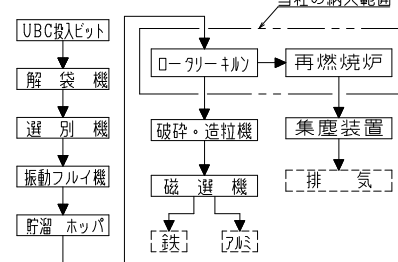 当社の納入範囲
UBC投入ピット
解袋機
選別機
振動フルイ機
貯溜 ホッパ
ロータリーキルン
再燃焼炉
破砕・造粒機
集塵装置
磁選機
排気
鉄
アルミ